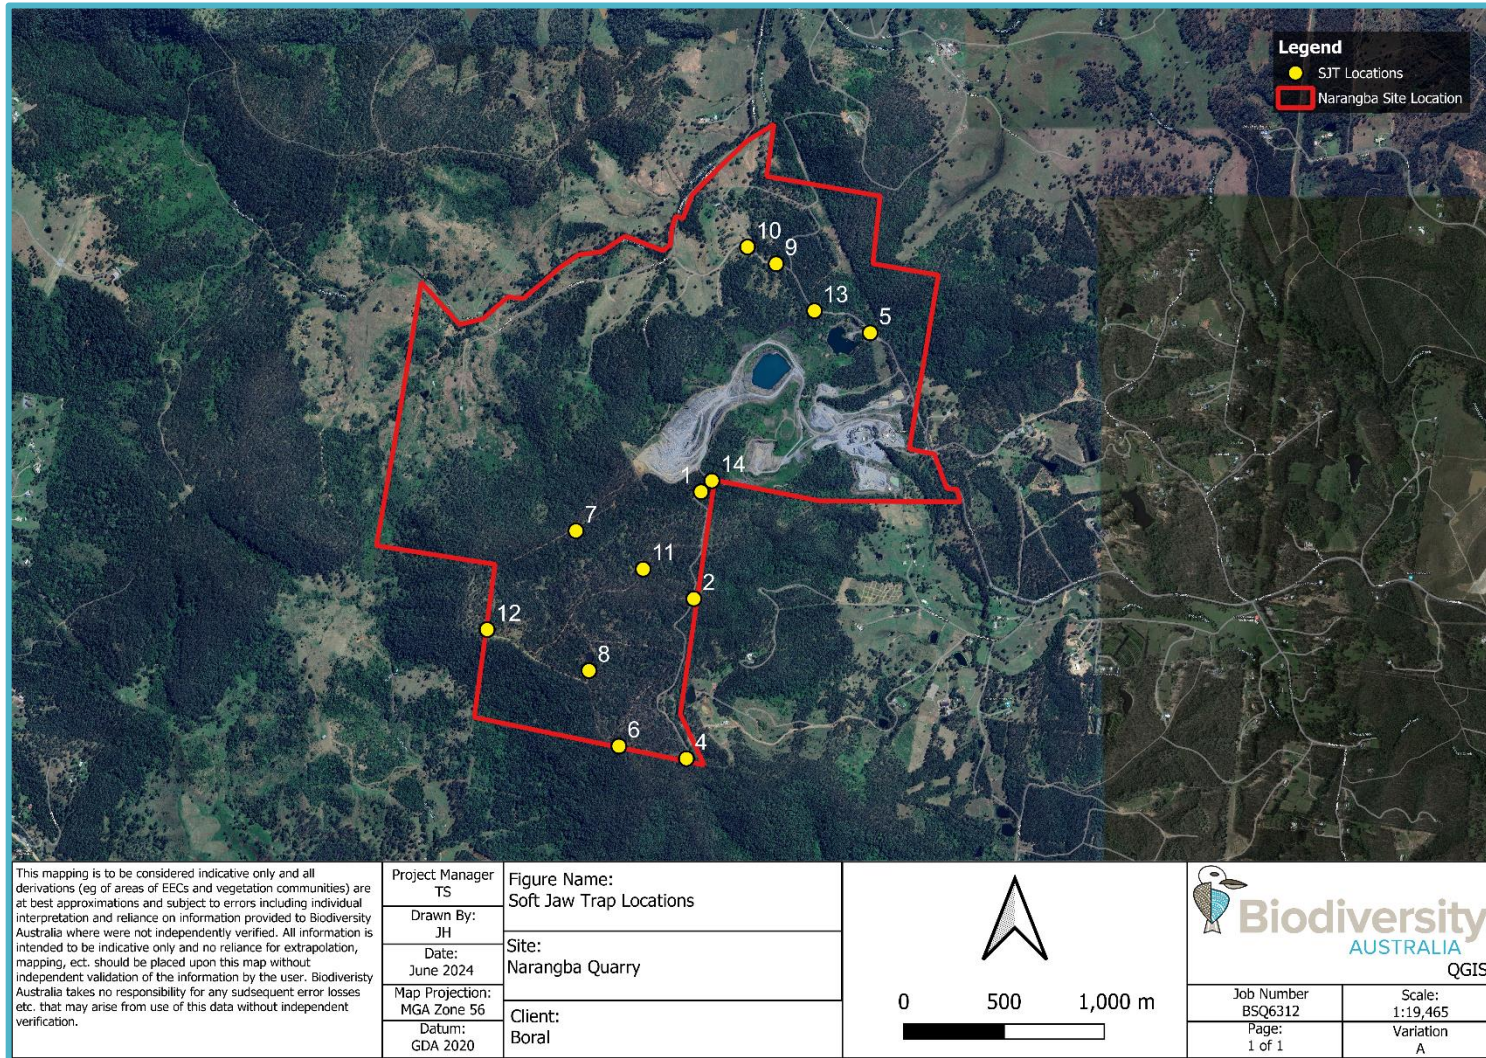 Legend
SJT Locations
Narangba Site Location
10
9
13
5
14
1
7
11
2
12
8
6
4
This mapping is to be considered indicative only and all
derivations (eg of areas of EECs and vegetation communities) are
at best approximations and subject to errors including individual
interpretation and reliance on information provided to Biodiversity
Australia where were not independently verified. All information is
intended to be indicative only and no reliance for extrapolation,
mapping, ect. should be placed upon this map without
independent validation of the information by the user. Biodiveristy
Australia takes no responsibility for any sudsequent error losses
etc. that may arise from use of this data without independent
verification.
Project Manager
TS
Drawn By:
JH
Date:
June 2024
Map Projection:
MGA Zone 56
Datum:
GDA 2020
Figure Name:
Soft Jaw Trap Locations
Site:
Narangba Quarry
Client:
Boral
0 500 1,000 m
Biodiversity
AUSTRALIA
QGIS
Job Number
BSQ6312
Scale:
1:19,465
Page:
1 of 1
Variation
A